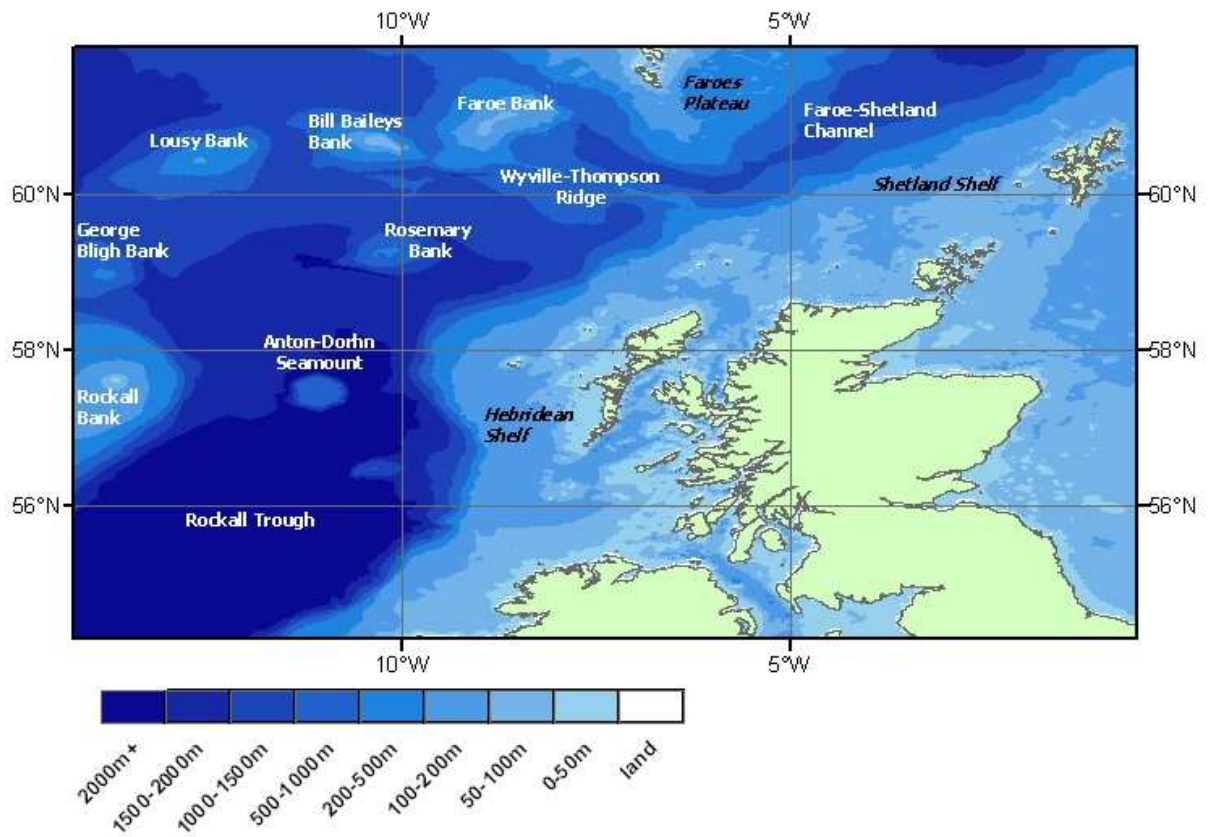 10°W
5°W
Faroes
Plateau
Faroe Bank
Faroe-Shetland
Channel
Bill Baileys
Bank
Lousy Bank
Wyville-Thompson
Ridge
Shetland Shelf
60°N
60°N
George
Bligh Bank
Rosemary
Bank
Anton-Dorhn
Seamount
58°N
58°N
Rockall
Bank
Hebridean
Shelf
56°N
56°N
Rockall Trough
10°W
5°W
2000m+
1500-2000m
1000-1500m
500-1000m
200-500m
100-200m
50-100m
0-50m
land